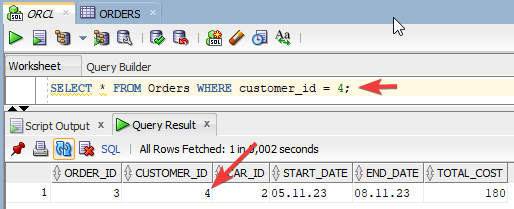 ORCL ORDERS
SQL
Worksheet Query Builder
SELECT * FROM Orders WHERE customer_id = 4;
Script Output Query Result
SQL All Rows Fetched: 1 in 0,002 seconds
ORDER_ID CUSTOMER_ID CAR_ID START_DATE END_DATE TOTAL_COST
1 3 4 2 05.11.23 08.11.23 180